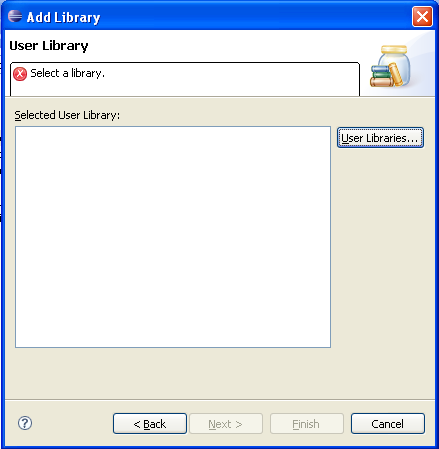 Add Library
User Library
Select a library.
Selected User Library:
User Libraries...
?
< Back
Next >
Finish
Cancel